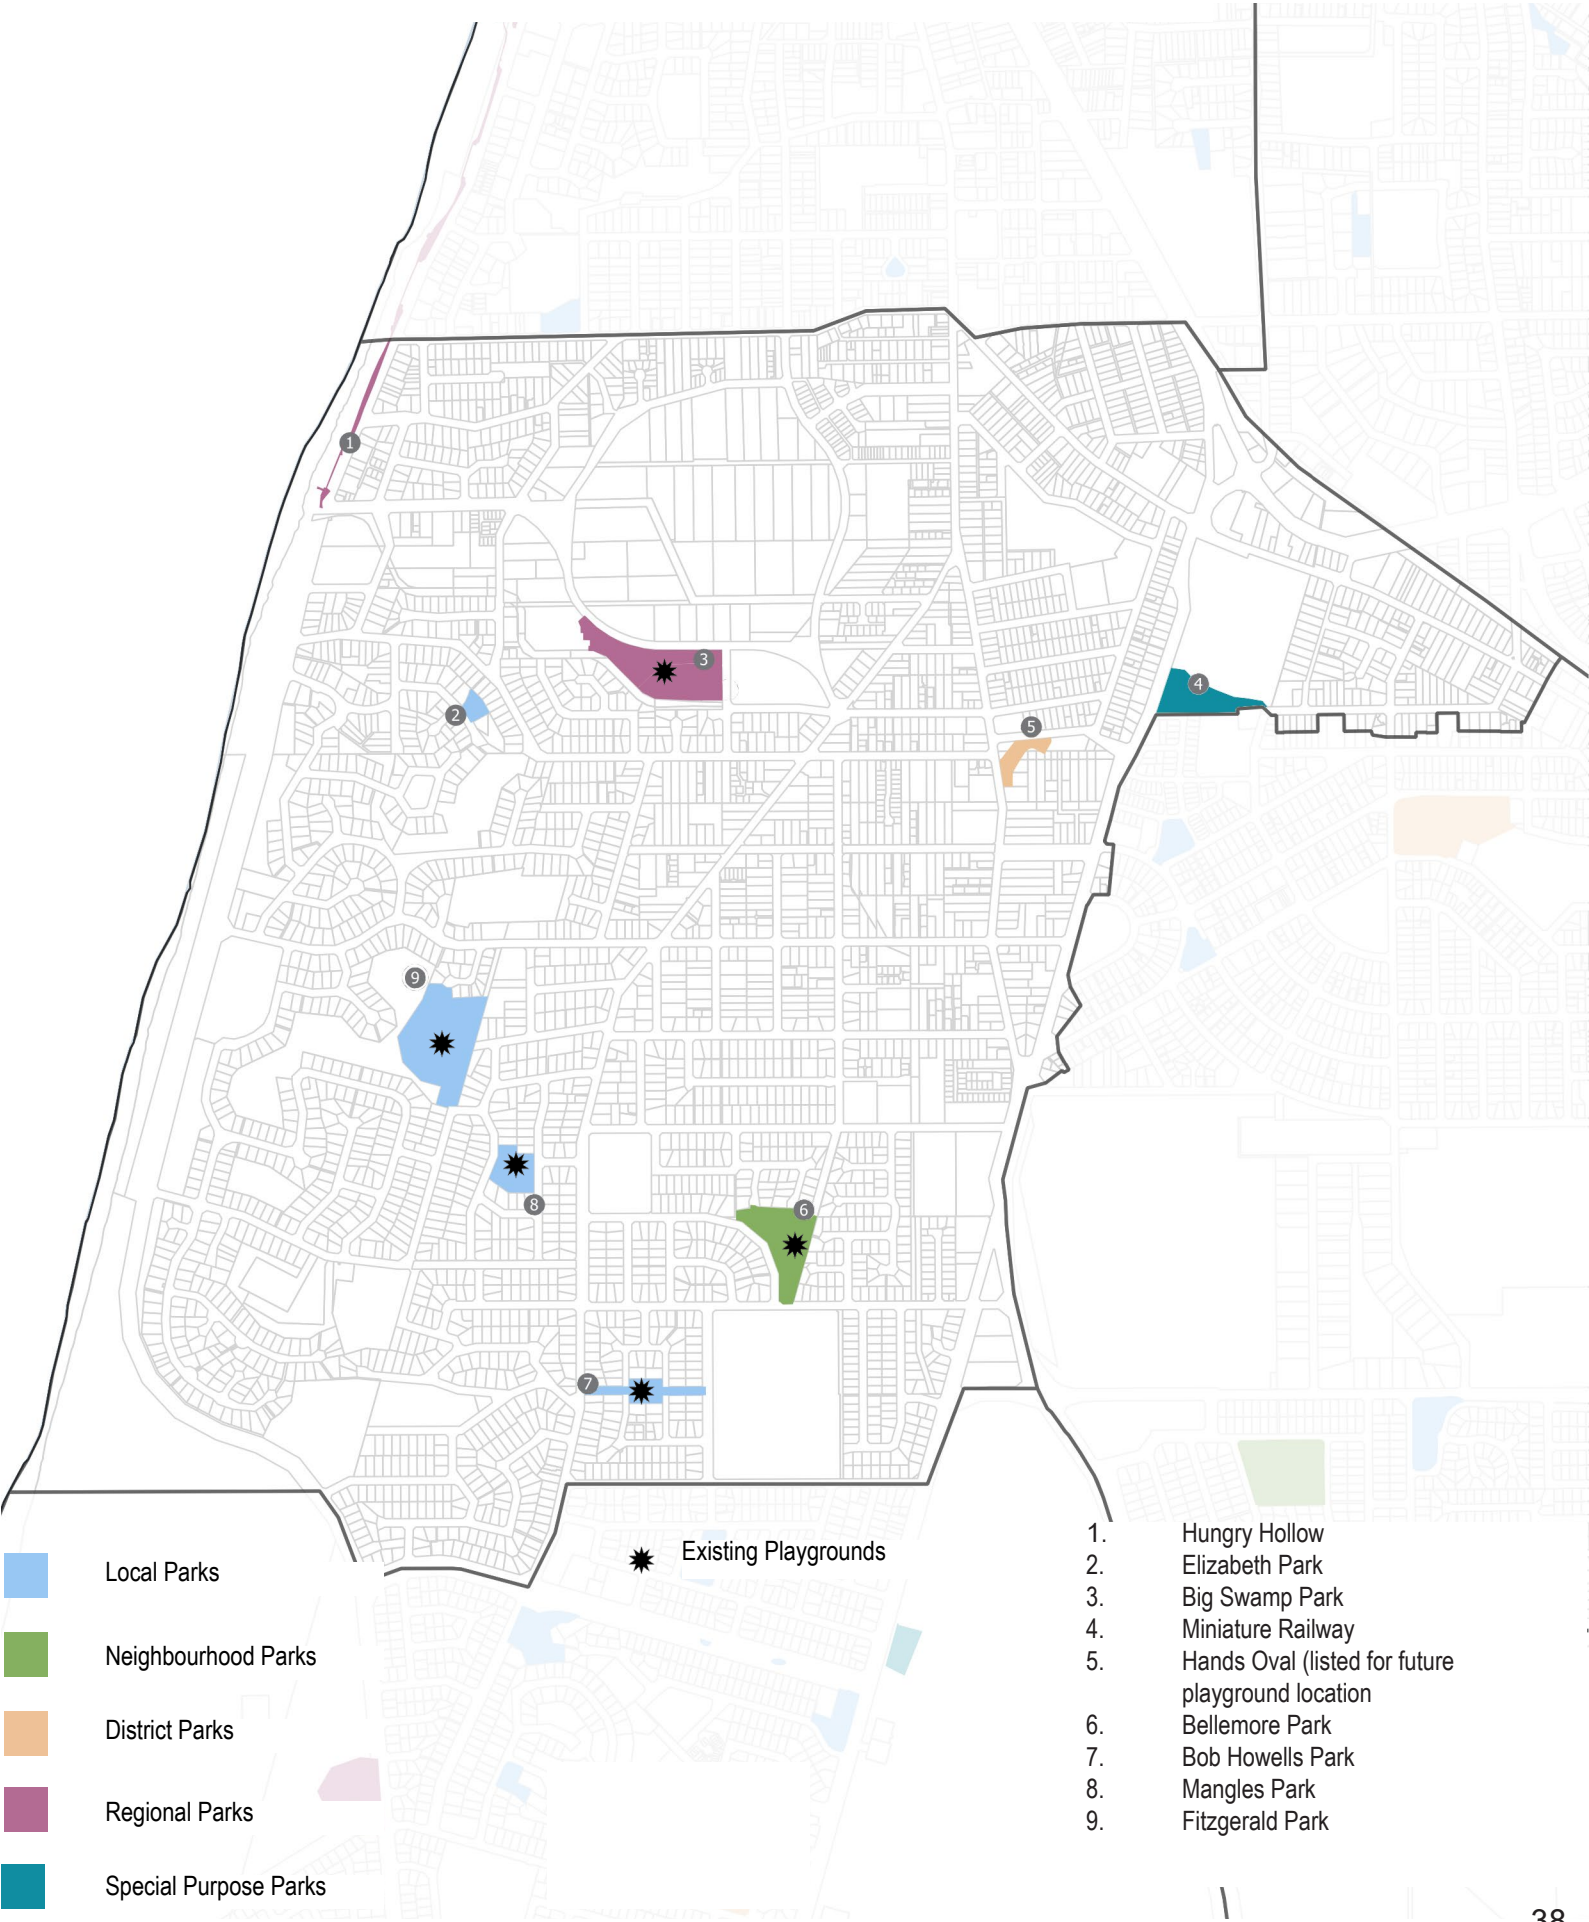 1
2
3
4
5
9
8
6
7
Local Parks
Neighbourhood Parks
District Parks
Regional Parks
Special Purpose Parks
Existing Playgrounds
1. Hungry Hollow
2. Elizabeth Park
3. Big Swamp Park
4. Miniature Railway
5. Hands Oval (listed for future
playground location
6. Bellemore Park
7. Bob Howells Park
8. Mangles Park
9. Fitzgerald Park
38